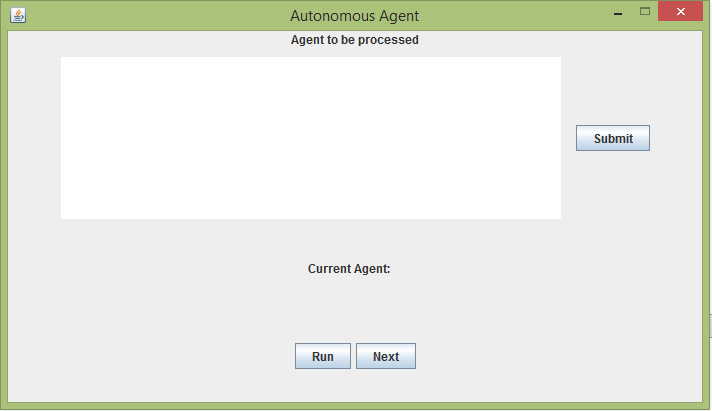 Autonomous Agent
Agent to be processed
Submit
Current Agent:
Run Next